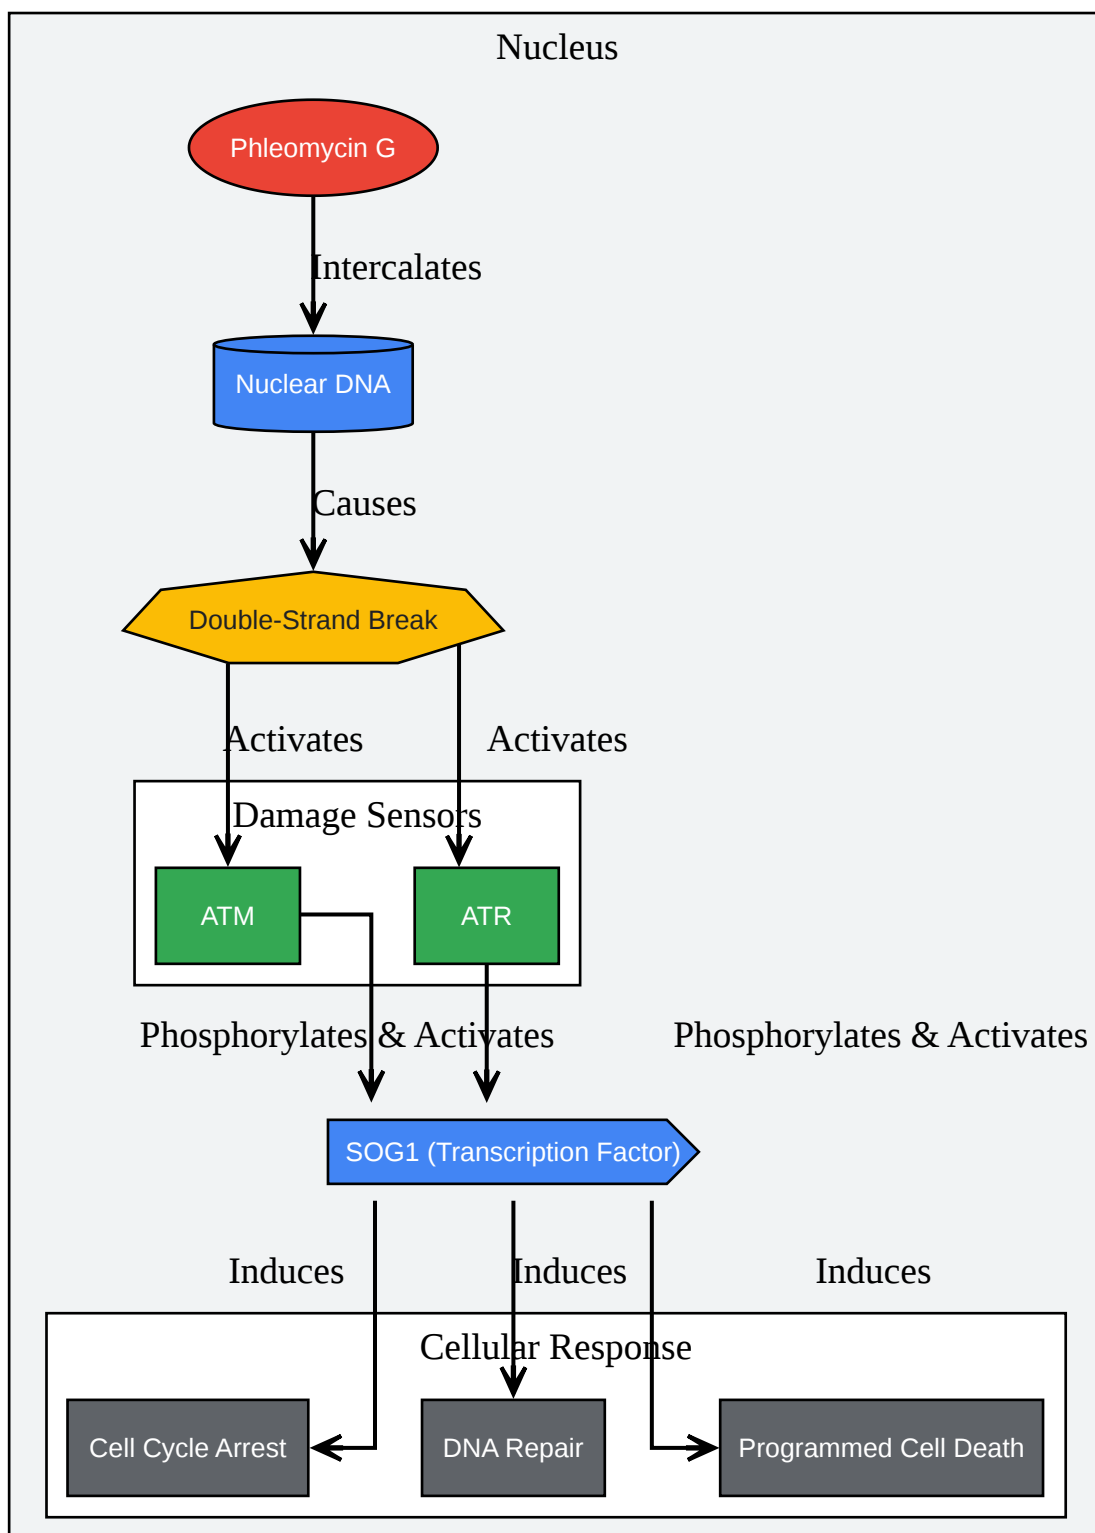 Nucleus
Phleomycin G
Intercalates
Nuclear DNA
Causes
Double-Strand Break
Activates
Activates
Damage Sensors
ATM
ATR
Phosphorylates & Activates
Phosphorylates & Activates
SOG1 (Transcription Factor)
Induces
Induces
Induces
Cellular Response
Cell Cycle Arrest
DNA Repair
Programmed Cell Death